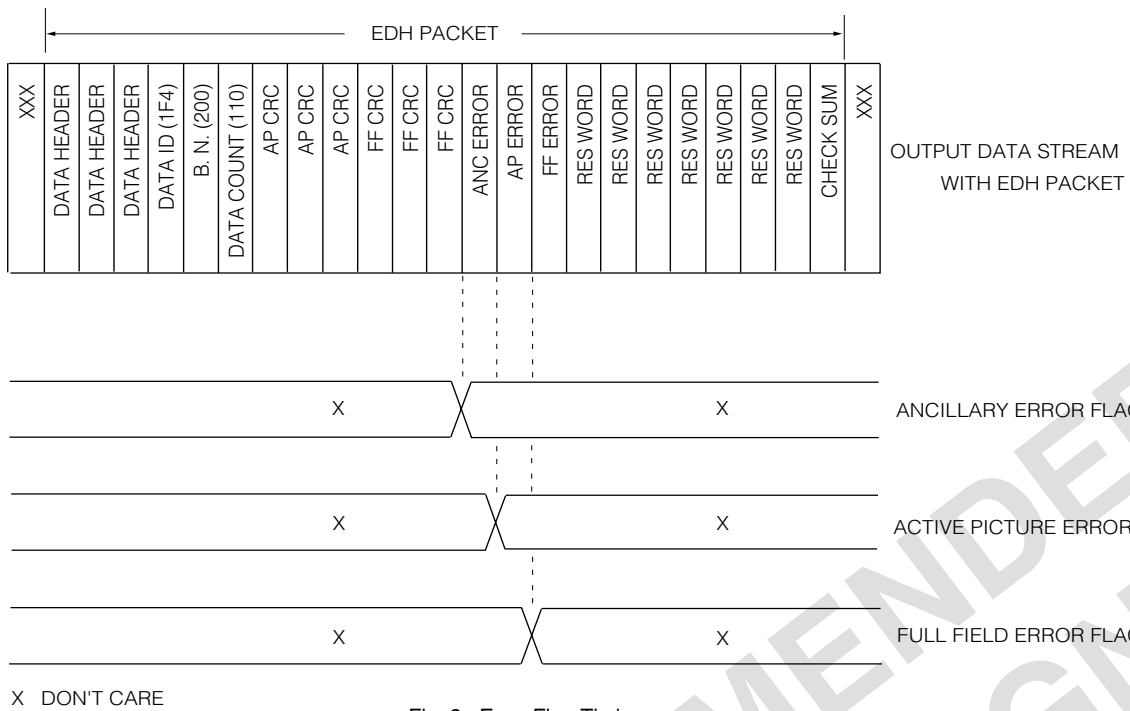 EDH PACKET
XXX
DATA HEADER
DATA HEADER
DATA HEADER
DATA ID (1F4)
B. N. (200)
DATA COUNT (110)
AP CRC
AP CRC
AP CRC
FF CRC
FF CRC
FF CRC
ANC ERROR
AP ERROR
FF ERROR
RES WORD
RES WORD
RES WORD
RES WORD
RES WORD
RES WORD
RES WORD
CHECK SUM
XXX
OUTPUT DATA STREAM
WITH EDH PACKET
X X ANCILLARY ERROR
X X ACTIVE PICTURE ERROR
X X FULL FIELD ERROR
X DON'T CARE